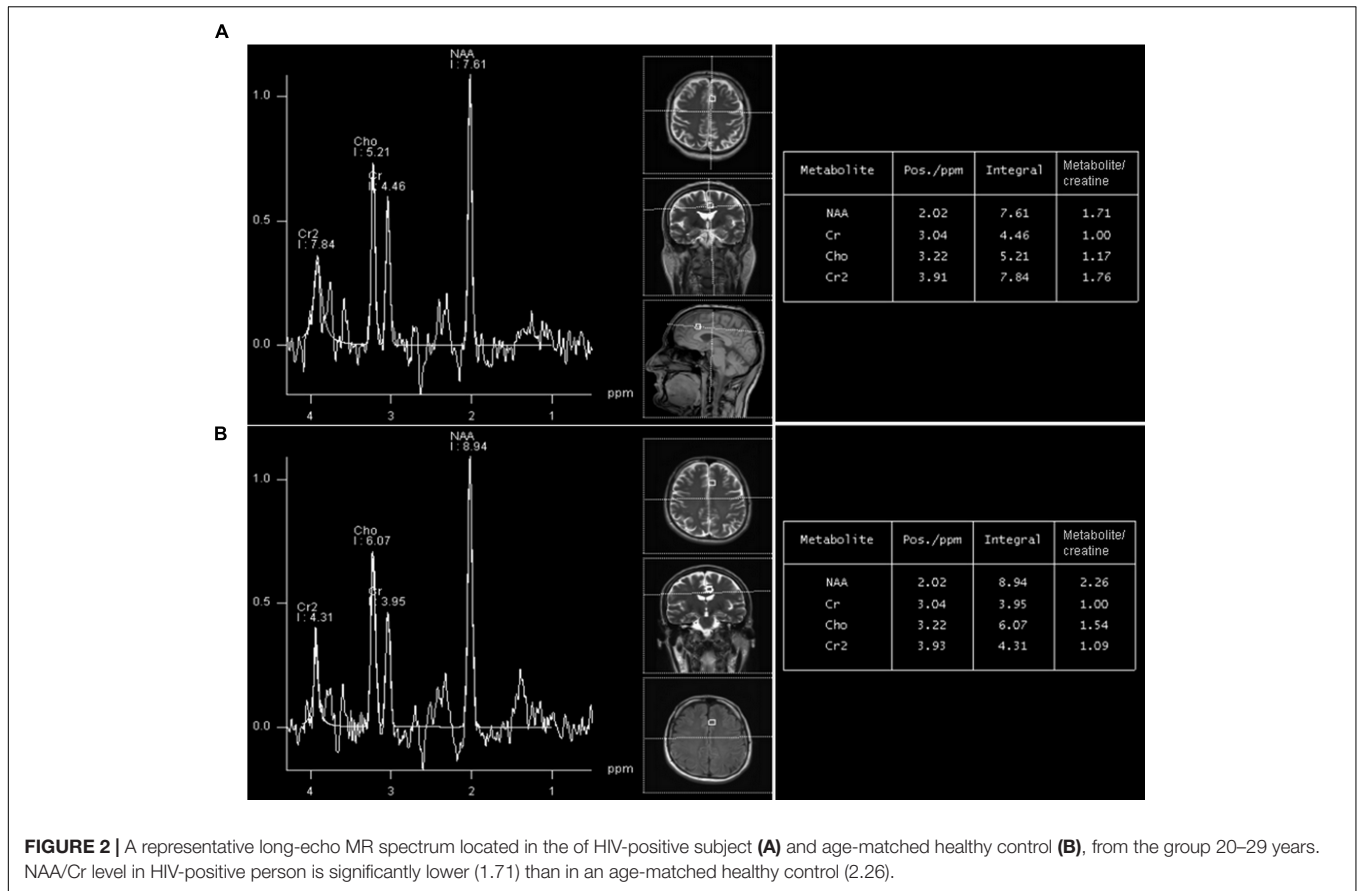 A
NAA
I : 7.61
1.0
Cho
I : 5.21
Cr
I : 4.46
0.5
Cr2
I : 7.84
0.0
ppm
4 3 2 1
Metabolite Pos./ppm Integral Metabolite/
creatine
NAA 2.02 7.61 1.71
Cr 3.04 4.46 1.00
Cho 3.22 5.21 1.17
Cr2 3.91 7.84 1.76
B
NAA
I : 8.94
1.0
Cho
I : 6.07
Cr
I : 3.95
0.5
Cr2
I : 4.31
0.0
ppm
4 3 2 1
Metabolite Pos./ppm Integral Metabolite/
creatine
NAA 2.02 8.94 2.26
Cr 3.04 3.95 1.00
Cho 3.22 6.07 1.54
Cr2 3.93 4.31 1.09
FIGURE 2 | A representative long-echo MR spectrum located in the of HIV-positive subject (A) and age-matched healthy control (B), from the group 20–29 years.
NAA/Cr level in HIV-positive person is significantly lower (1.71) than in an age-matched healthy control (2.26).